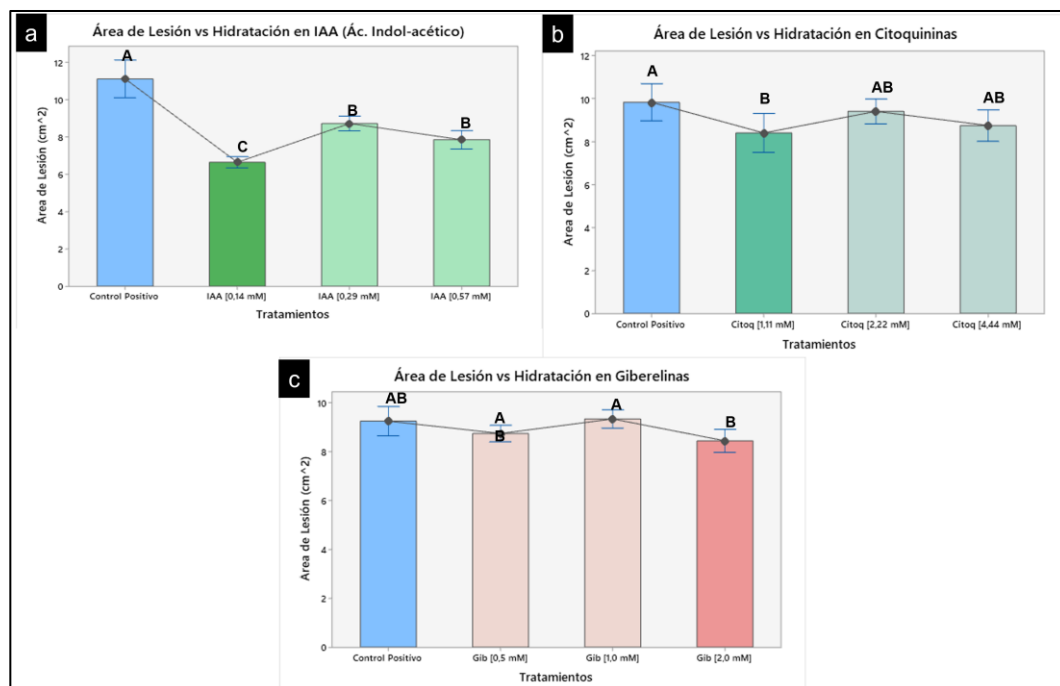 a
Área de Lesión vs Hidratación en IAA (Ác. Indol-acético)
Area de Lesión (cm^2)
12
10
8
6
4
2
0
A
C
B
B
Control Positivo
IAA [0,14 mM]
IAA [0,29 mM]
IAA [0,57 mM]
Tratamientos
b
Área de Lesión vs Hidratación en Citoquininas
Area de Lesión (cm^2)
12
10
8
6
4
2
0
A
B
AB
AB
Control Positivo
Citoq [1,11 mM]
Citoq [2,22 mM]
Citoq [4,44 mM]
Tratamientos
c
Área de Lesión vs Hidratación en Giberelinas
Area de Lesión (cm^2)
10
8
6
4
2
0
AB
A
B
A
B
Control Positivo
Gib [0,5 mM]
Gib [1,0 mM]
Gib [2,0 mM]
Tratamientos